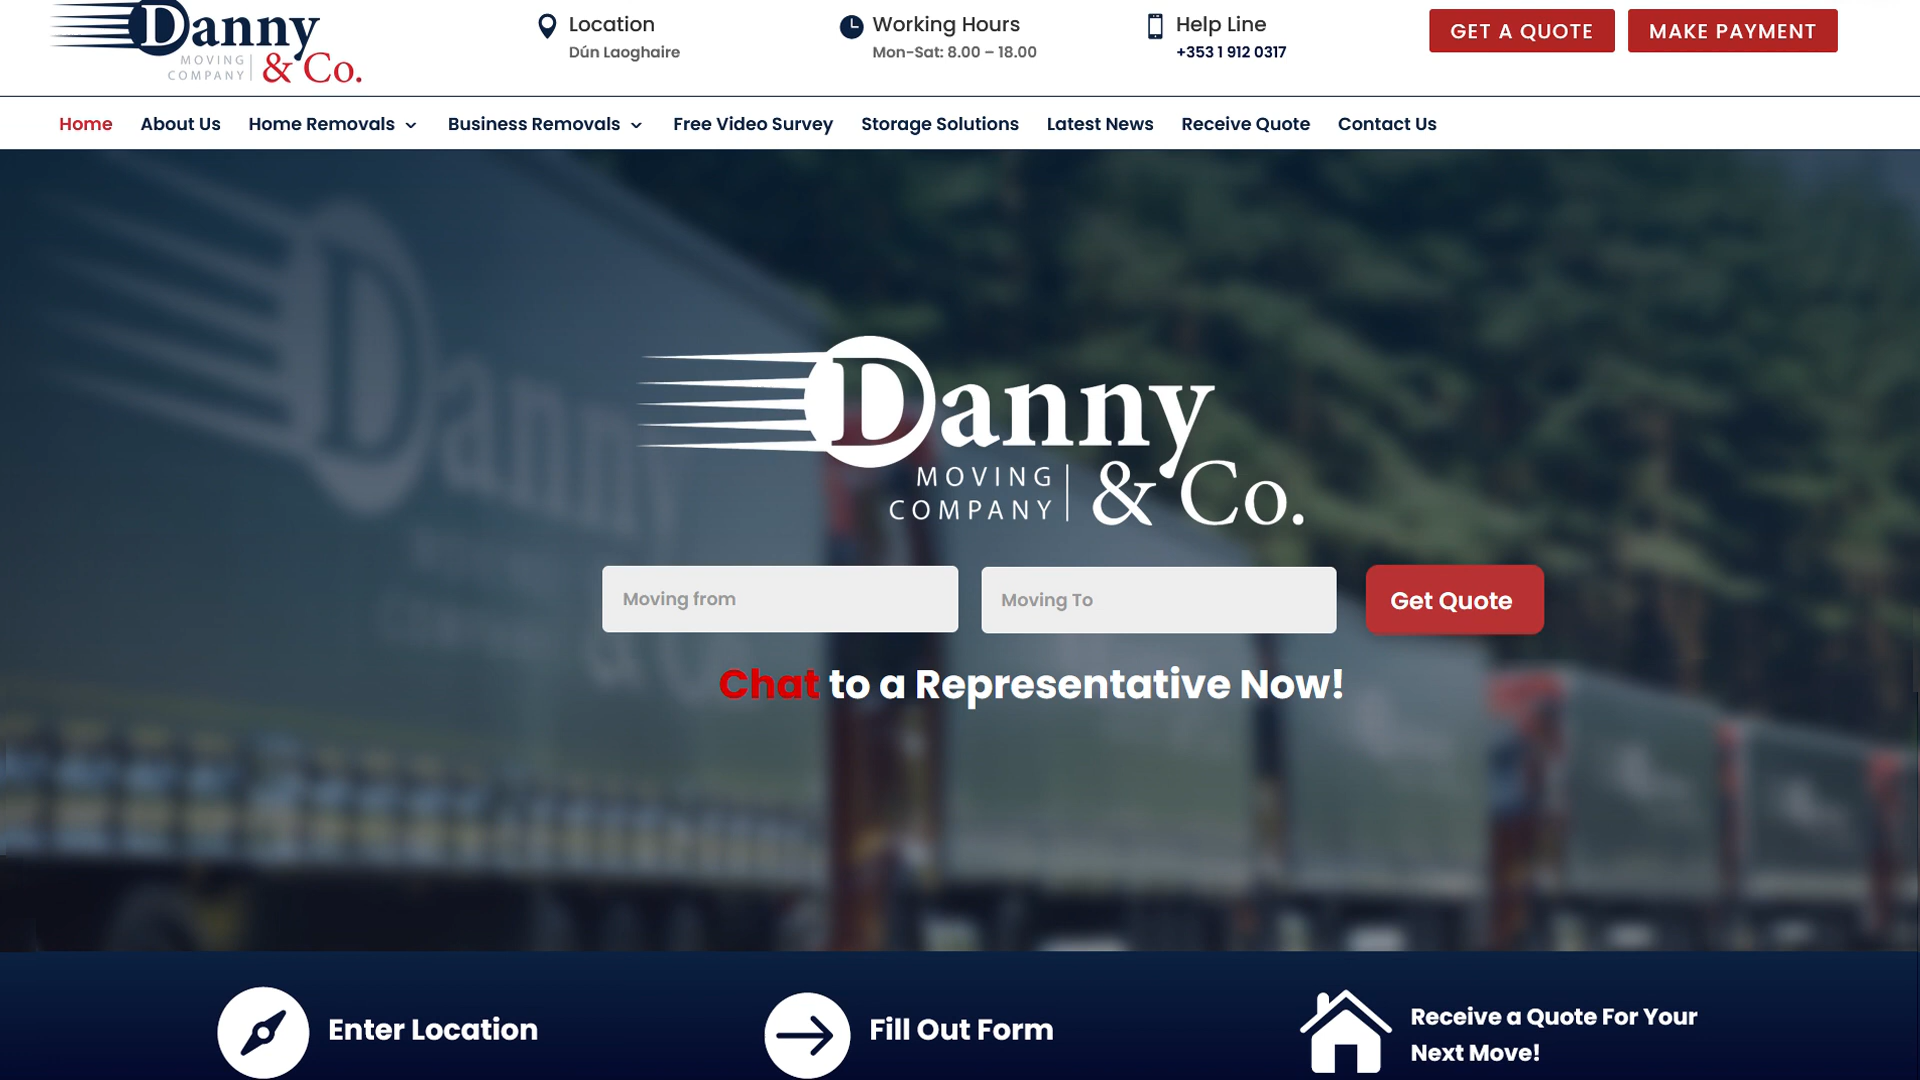 Danny
MOVING
COMPANY
& Co.
Location
Dún Laoghaire
Working Hours
Mon-Sat: 8.00 – 18.00
Help Line
+353 1 912 0317
GET A QUOTE
MAKE PAYMENT
Home
About Us
Home Removals
Business Removals
Free Video Survey
Storage Solutions
Latest News
Receive Quote
Contact Us
Danny
Danny
MOVING
COMPANY
& Co.
Moving from
Moving To
Get Quote
Chat to a Representative Now!
Enter Location
Fill Out Form
Receive a Quote For Your
Next Move!